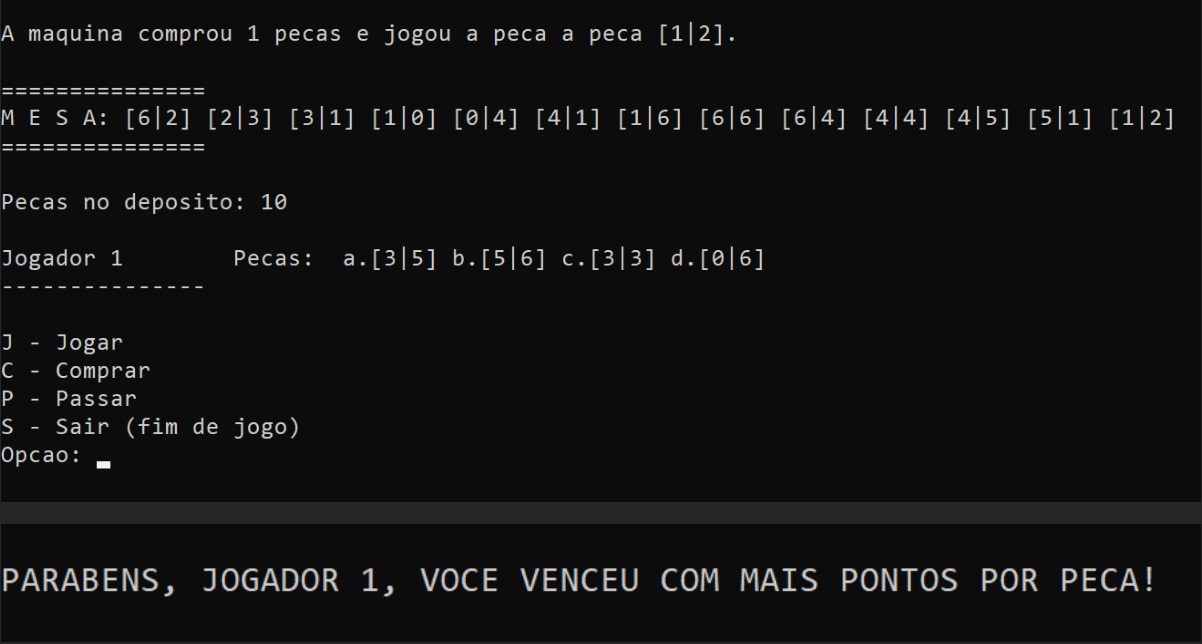 A maquina comprou 1 pecas e jogou a peca a peca [1|2].
===============
M E S A: [6|2] [2|3] [3|1] [1|0] [0|4] [4|1] [1|6] [6|6] [6|4] [4|4] [4|5] [5|1] [1|2]
===============
Pecas no deposito: 10
Jogador 1        Pecas:  a.[3|5] b.[5|6] c.[3|3] d.[0|6]
---------------
J - Jogar
C - Comprar
P - Passar
S - Sair (fim de jogo)
Opcao:
PARABENS, JOGADOR 1, VOCE VENCEU COM MAIS PONTOS POR PECA!